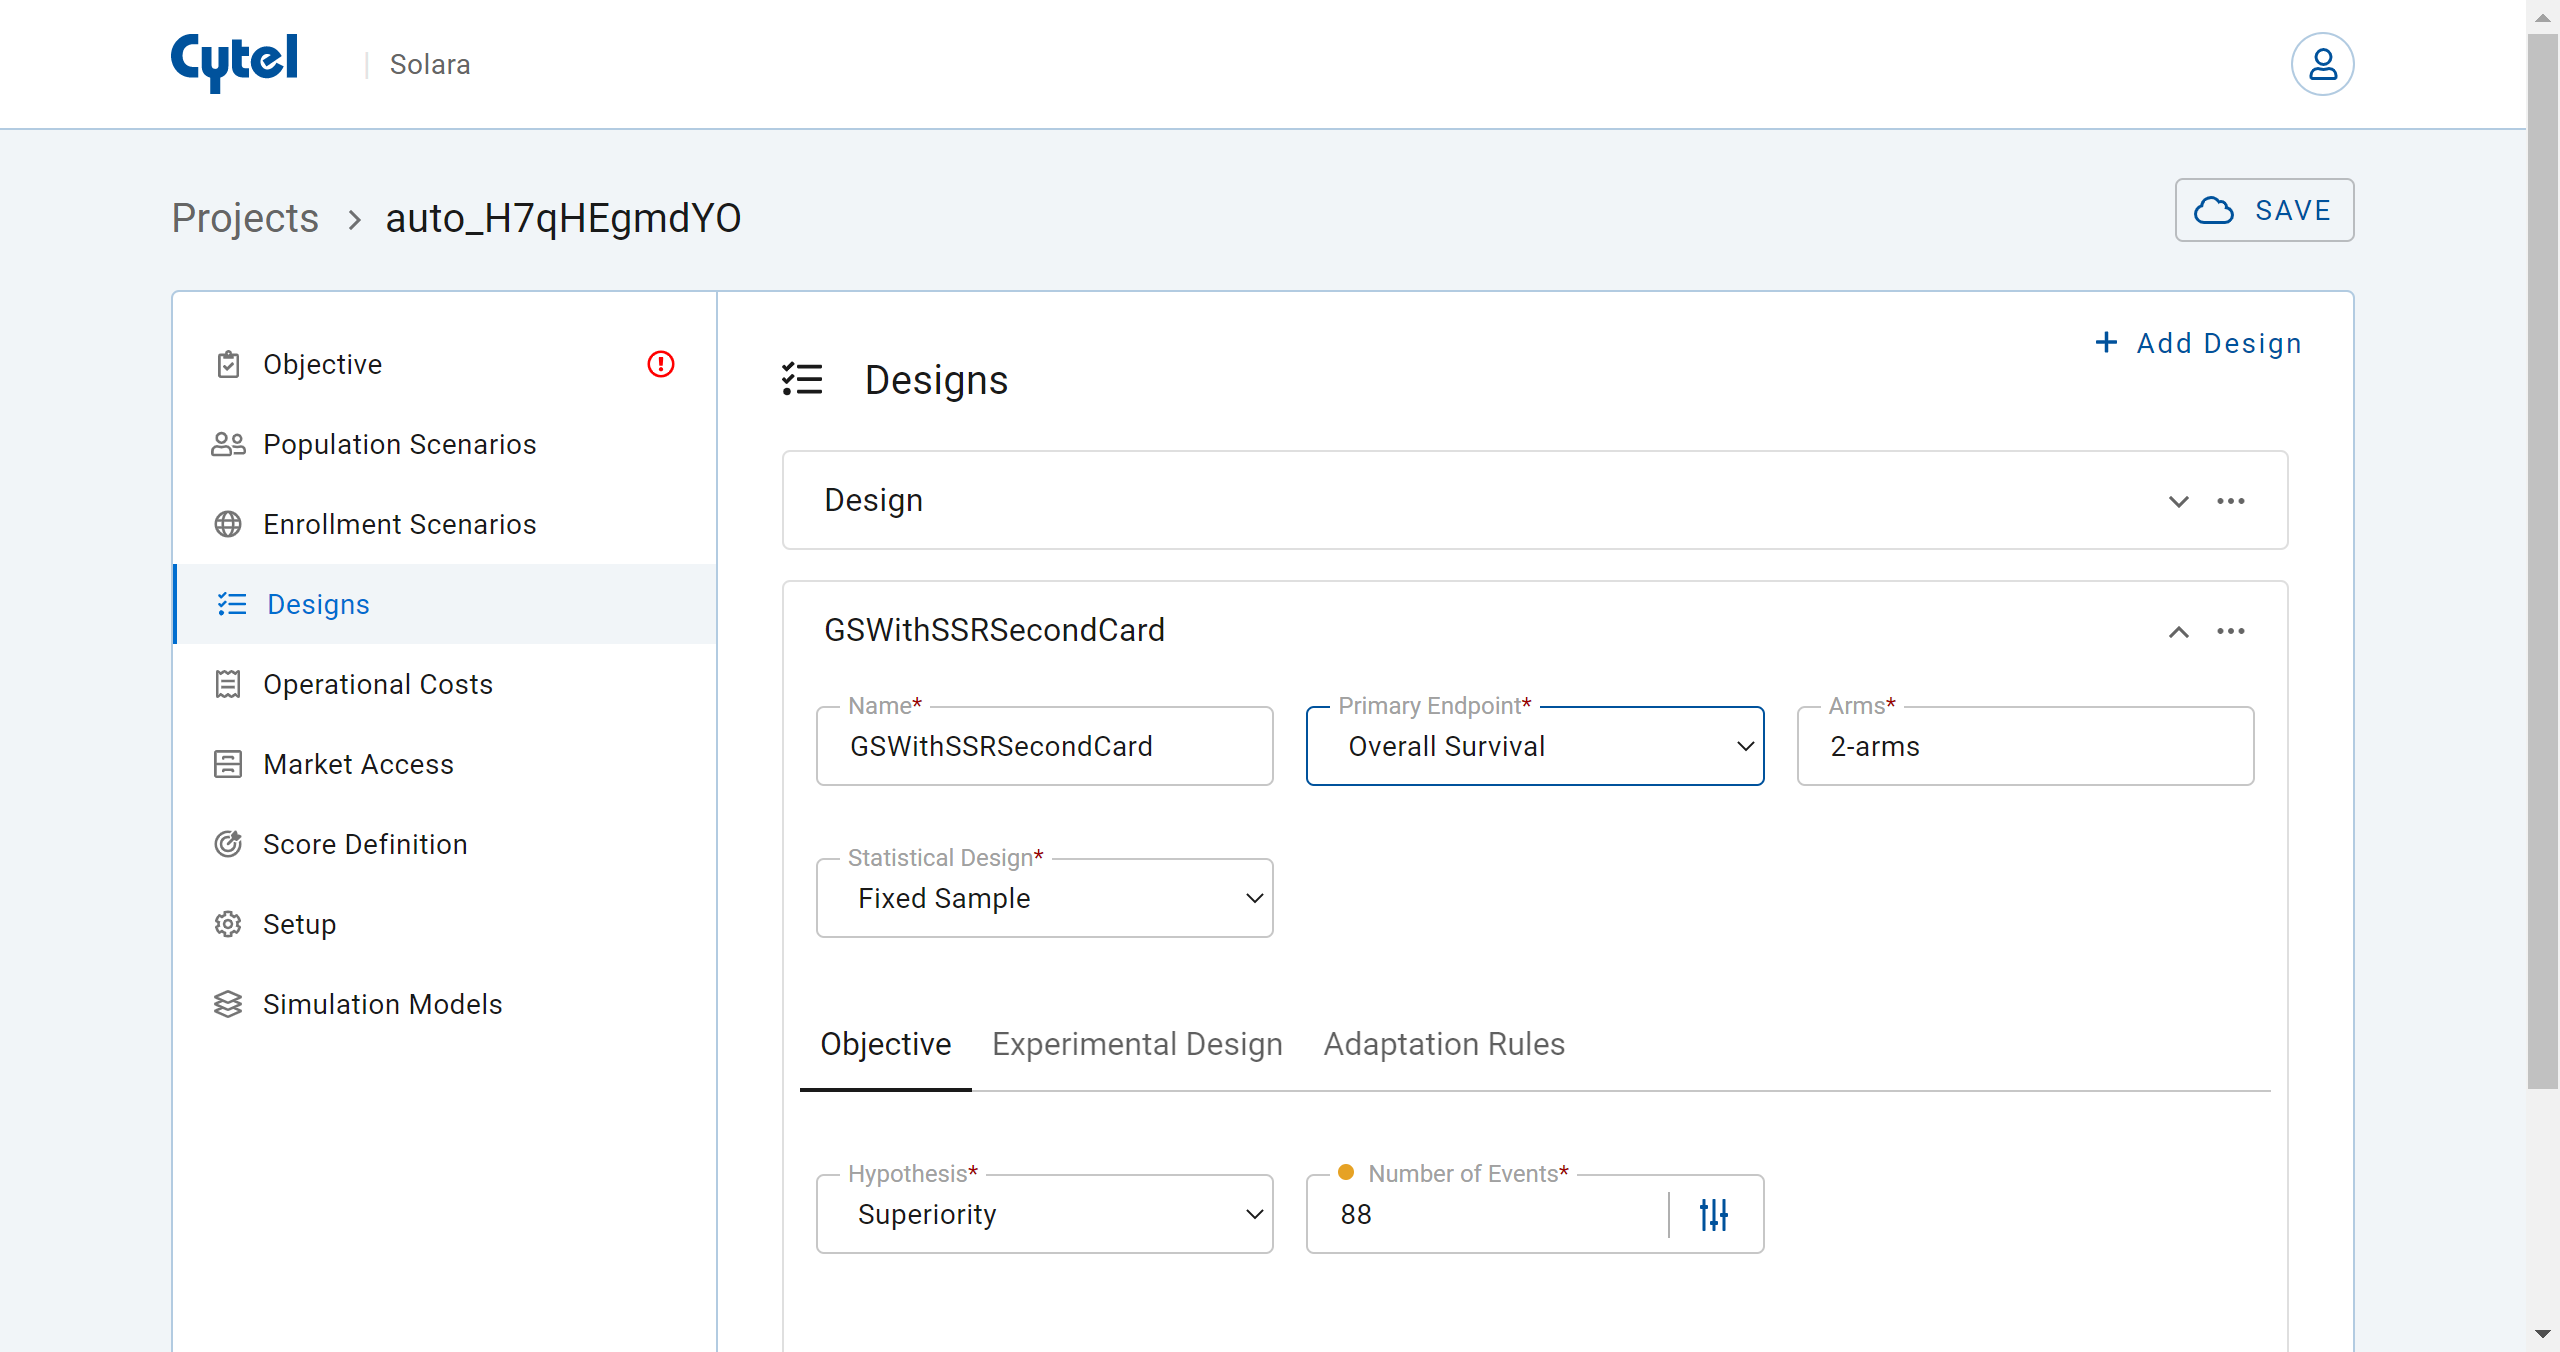 Cytel | Solara
Projects > auto_H7qHEgmdYO
SAVE
Objective
Population Scenarios
Enrollment Scenarios
Designs
Operational Costs
Market Access
Score Definition
Setup
Simulation Models
+ Add Design
Designs
Design
GSWithSSRSecondCard
Name* Primary Endpoint* Arms*
GSWithSSRSecondCard Overall Survival 2-arms
Statistical Design*
Fixed Sample
Objective Experimental Design Adaptation Rules
Hypothesis* Number of Events*
Superiority 88